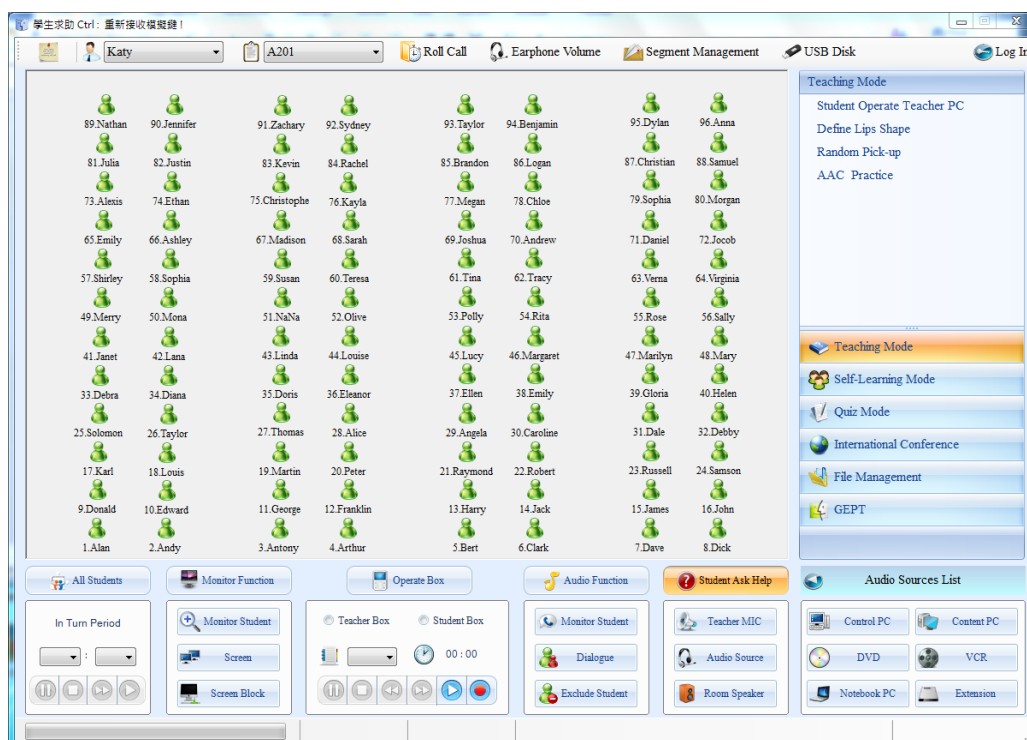 學生求助 Ctrl : 重新接收模擬鍵 !
Katy A201 Roll Call Earphone Volume Segment Management USB Disk Log In
Teaching Mode
Student Operate Teacher PC
Define Lips Shape
Random Pick-up
AAC Practice
89.Nathan 90.Jennifer 91.Zachary 92.Sydney 93.Taylor 94.Benjamin 95.Dylan 96.Anna
81.Julia 82.Justin 83.Kevin 84.Rachel 85.Brandon 86.Logan 87.Christian 88.Samuel
73.Alexis 74.Ethan 75.Christophe 76.Kayla 77.Megan 78.Chloe 79.Sophia 80.Morgan
65.Emily 66.Ashley 67.Madison 68.Sarah 69.Joshua 70.Andrew 71.Daniel 72.Jocob
57.Shirley 58.Sophia 59.Susan 60.Teresa 61.Tina 62.Tracy 63.Verna 64.Virginia
49.Merry 50.Mona 51.NaNa 52.Olive 53.Polly 54.Rita 55.Rose 56.Sally
41.Janet 42.Lana 43.Linda 44.Louise 45.Lucy 46.Margaret 47.Marilyn 48.Mary
33.Debra 34.Diana 35.Doris 36.Eleanor 37.Ellen 38.Emily 39.Gloria 40.Helen
25.Solomon 26.Taylor 27.Thomas 28.Alice 29.Angela 30.Caroline 31.Dale 32.Debby
17.Karl 18.Louis 19.Martin 20.Peter 21.Raymond 22.Robert 23.Russell 24.Samson
9.Donald 10.Edward 11.George 12.Franklin 13.Harry 14.Jack 15.James 16.John
1.Alan 2.Andy 3.Antony 4.Arthur 5.Bert 6.Clark 7.Dave 8.Dick
Teaching Mode
Self-Learning Mode
Quiz Mode
International Conference
File Management
GEPT
All Students Monitor Function Operate Box Audio Function Student Ask Help Audio Sources List
In Turn Period Monitor Student Teacher Box Student Box Monitor Student Teacher MIC Control PC Content PC
: Screen 00 : 00 Dialogue Audio Source DVD VCR
Screen Block Exclude Student Room Speaker Notebook PC Extension